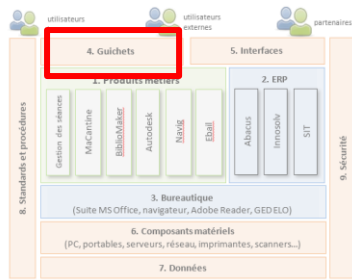 utilisateurs
utilisateurs
externes
partenaires
4. Guichets
5. Interfaces
1. Produits métiers
2. ERP
Gestion des séances
MaCantine
BiblioMaker
Autodesk
Navig
Ebail
Abacus
Innosolv
SIT
3. Bureautique
(Suite MS Office, navigateur, Adobe Reader, GED ELO)
6. Composants matériels
(PC, portables, serveurs, réseau, imprimantes, scanners...)
7. Données
8. Standards et procédures
9. Sécurité